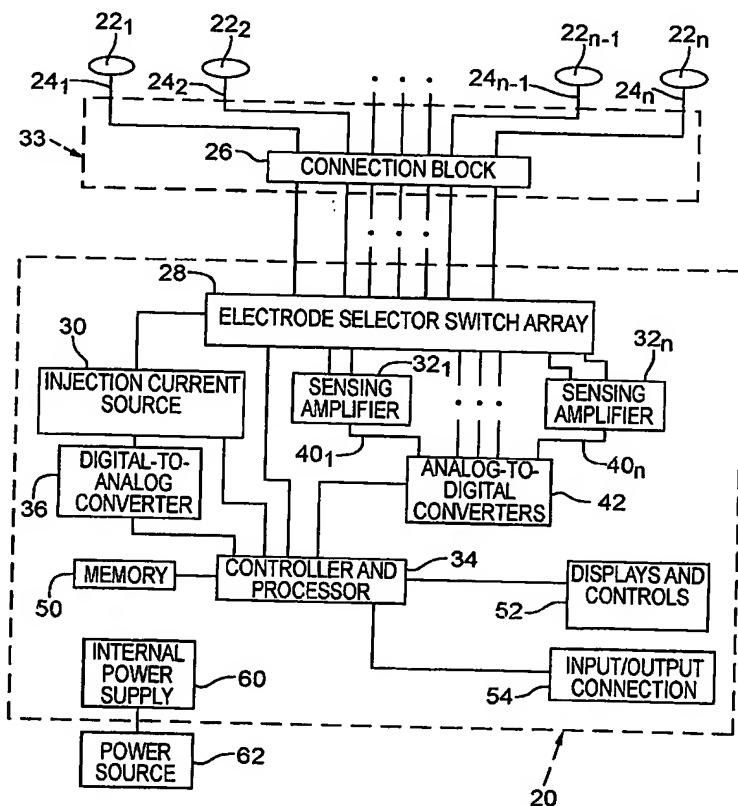 22₁ 22₂ 22ₙ₋₁ 22ₙ
24₁ 24₂ 24ₙ₋₁ 24ₙ
33
26
CONNECTION BLOCK
28
ELECTRODE SELECTOR SWITCH ARRAY
30
INJECTION CURRENT
SOURCE
32₁
SENSING
AMPLIFIER
32ₙ
SENSING
AMPLIFIER
40₁
40ₙ
DIGITAL-TO-
ANALOG
CONVERTER
36
ANALOG-TO-
DIGITAL
CONVERTERS
42
MEMORY
50
CONTROLLER AND
PROCESSOR
34
DISPLAYS AND
CONTROLS
52
INTERNAL
POWER
SUPPLY
60
INPUT/OUTPUT
CONNECTION
54
POWER
SOURCE
62
20